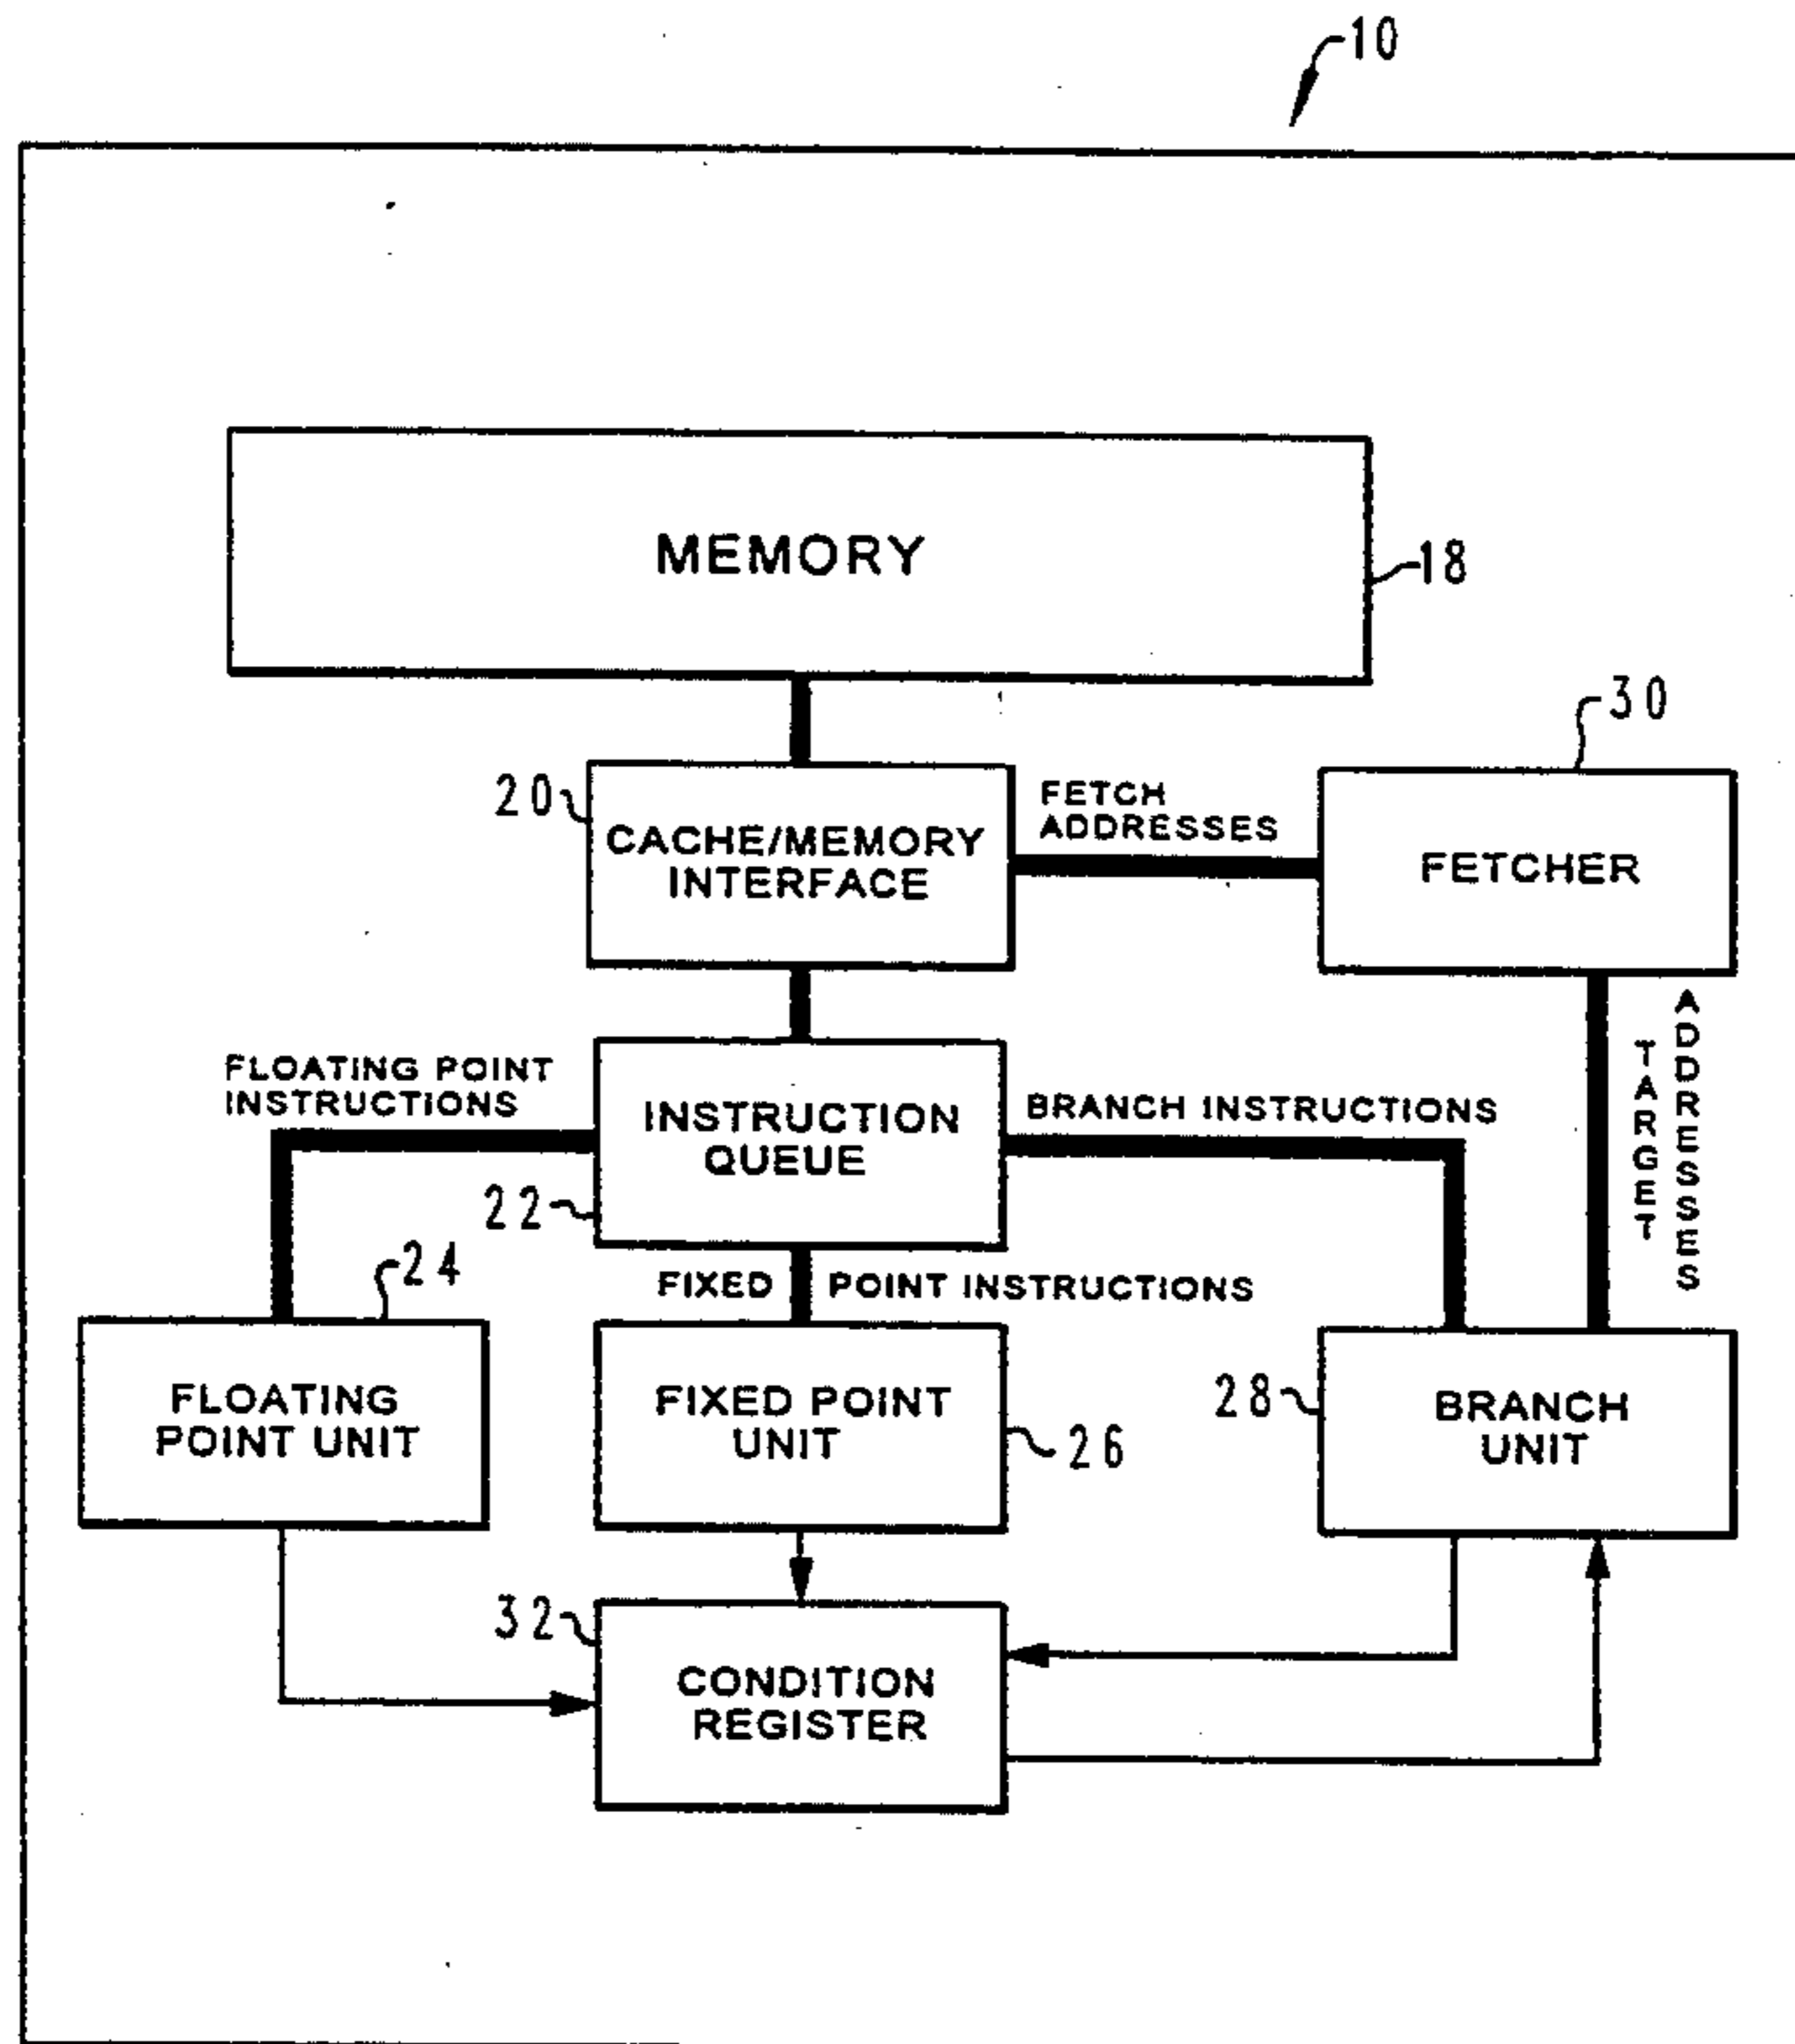 10
MEMORY
18
30
20
FETCH
ADDRESSES
CACHE/MEMORY
INTERFACE
FETCHER
FLOATING POINT
INSTRUCTIONS
INSTRUCTION
QUEUE
BRANCH INSTRUCTIONS
TARGET
ADDRESSES
22
24
FIXED POINT INSTRUCTIONS
FLOATING
POINT UNIT
FIXED POINT
UNIT
26
28
BRANCH
UNIT
32
CONDITION
REGISTER